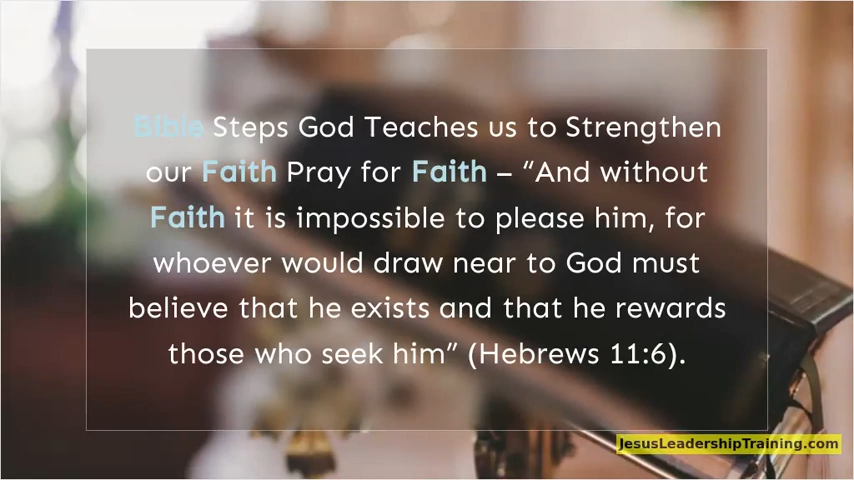 Bible Steps God Teaches us to Strengthen
our Faith Pray for Faith – “And without
Faith it is impossible to please him, for
whoever would draw near to God must
believe that he exists and that he rewards
those who seek him” (Hebrews 11:6).
JesusLeadershipTraining.com